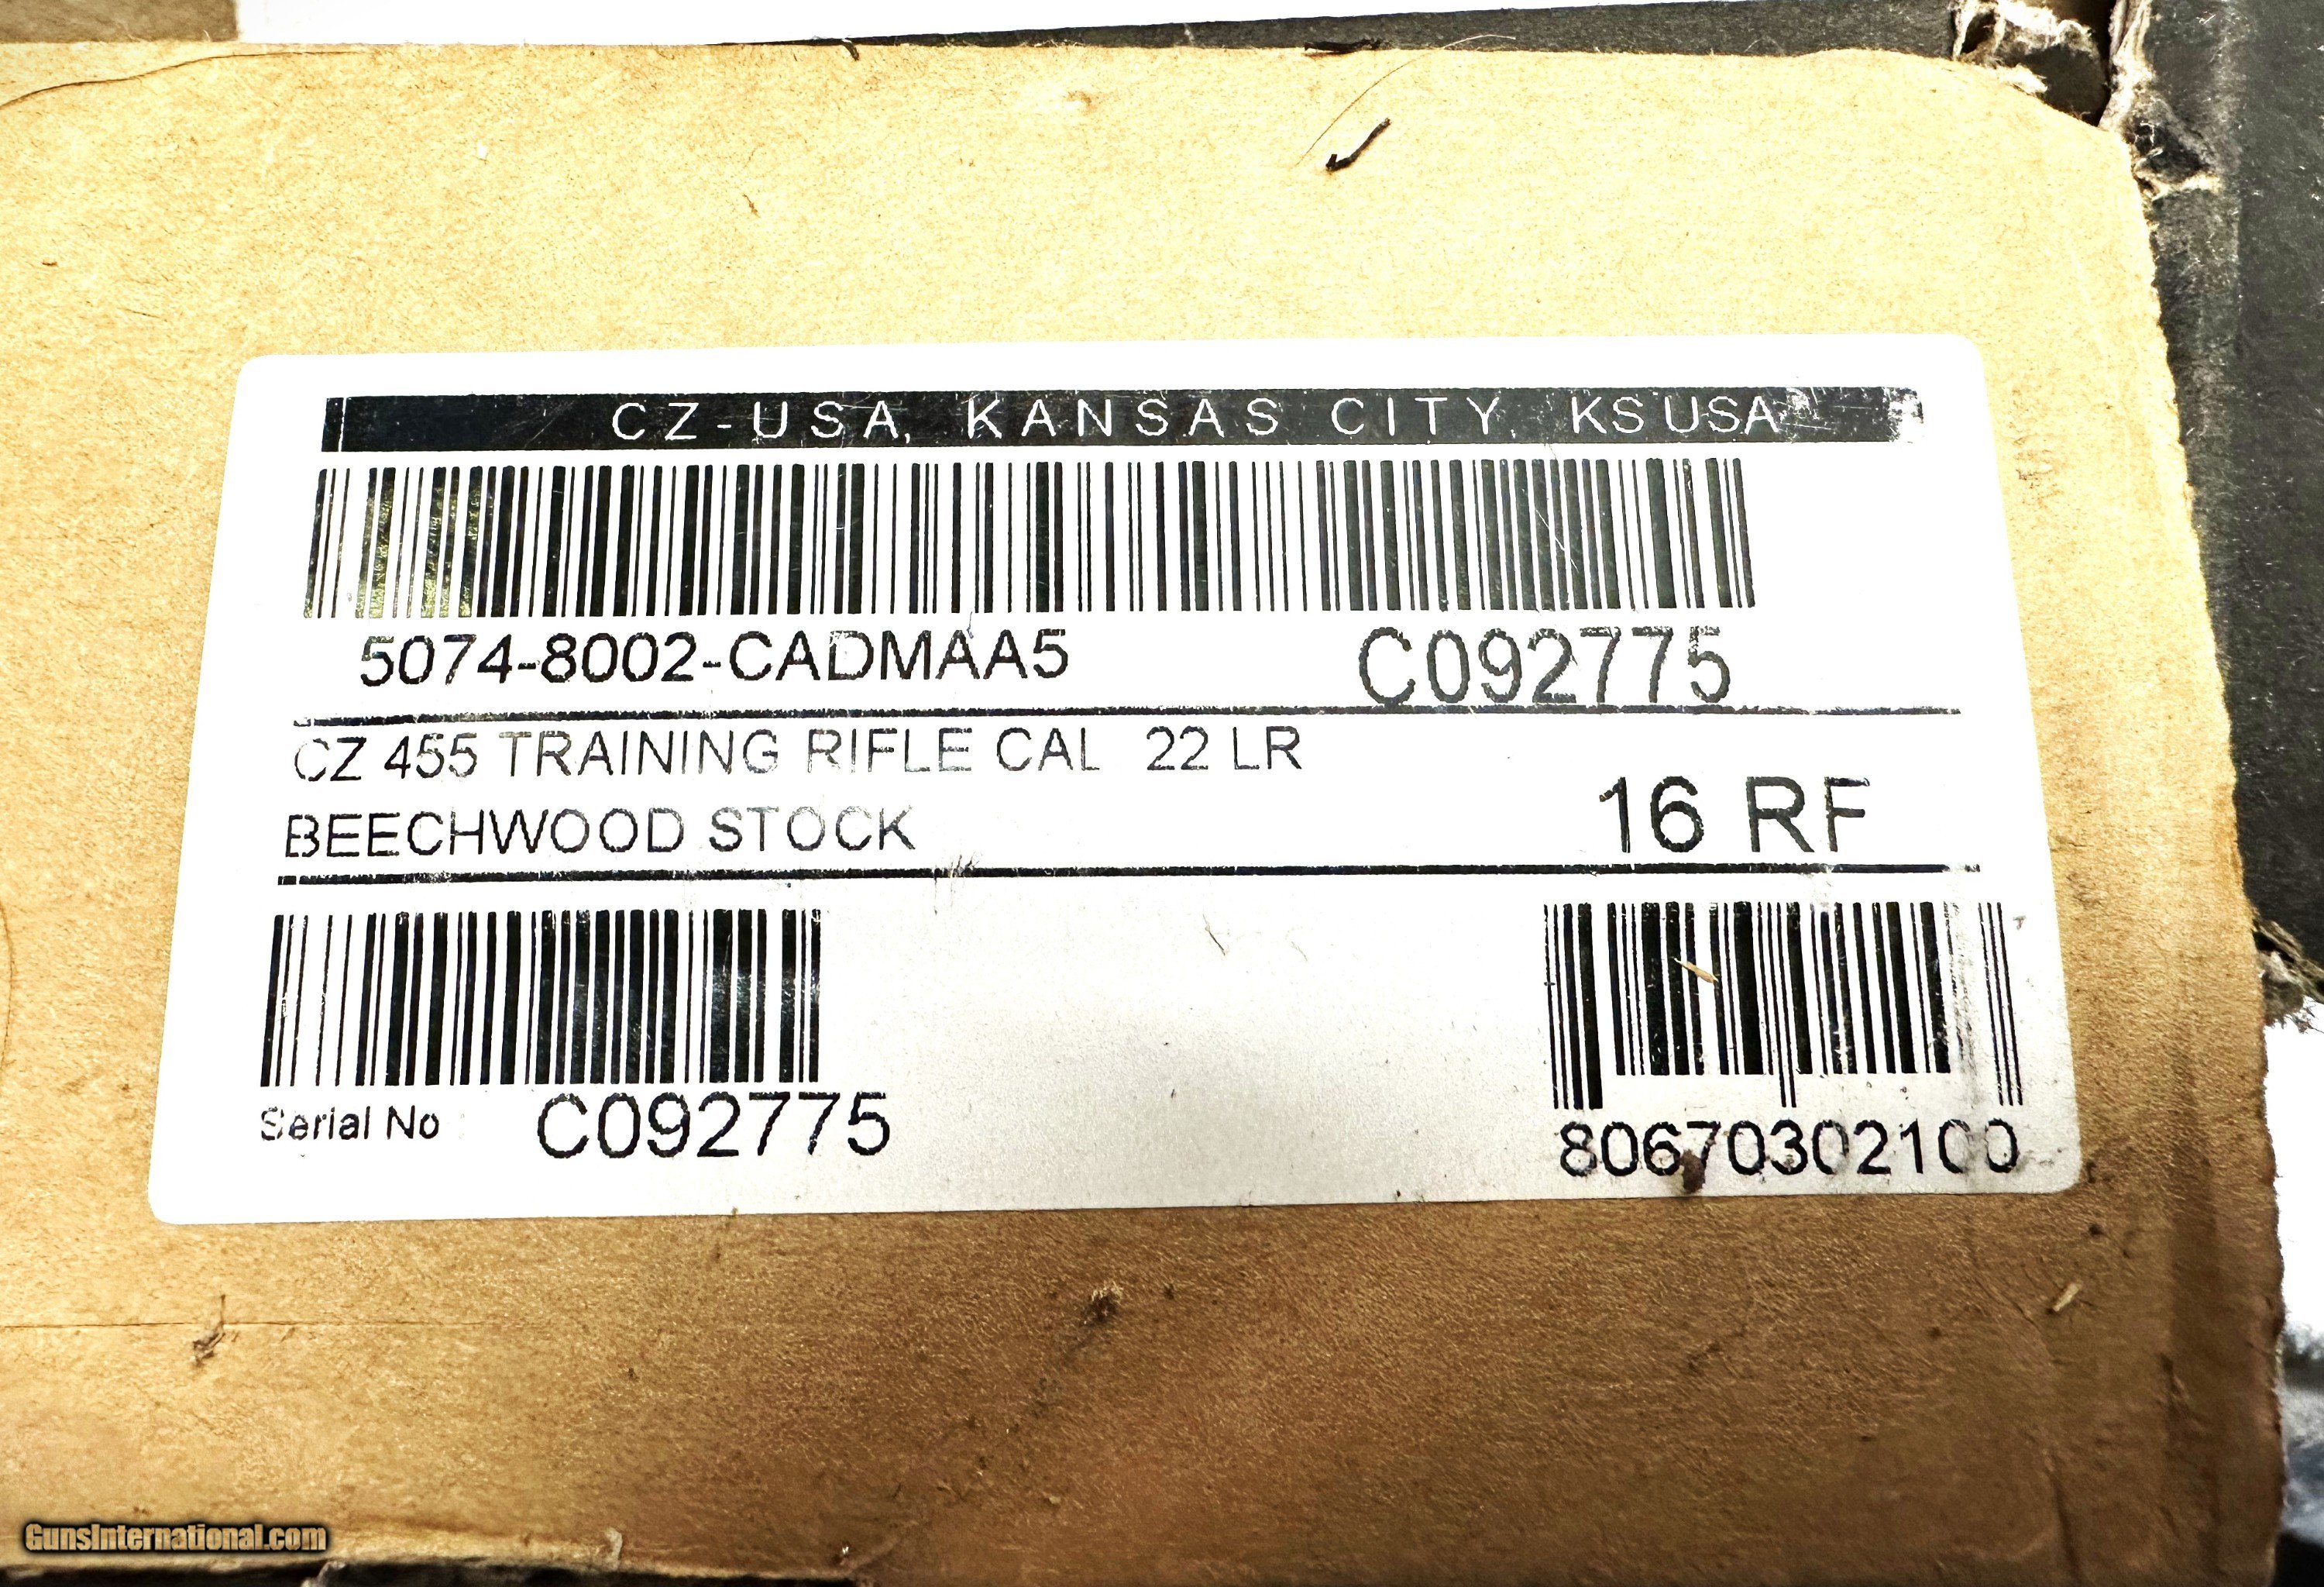 CZ-USA, KANSAS CITY, KS USA
5074-8002-CADMAA5 C092775
CZ 455 TRAINING RIFLE CAL 22 LR
BEECHWOOD STOCK
16 RF
Serial No C092775
80670302100
GunsInternational.com